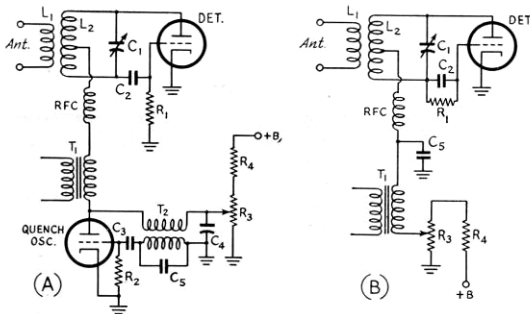 L1
L2
DET.
Ant.
C1
C2
RFC
R1
+B
R4
T1
T2
R3
QUENCH
OSC.
C3
C4
R2
C5
(A)
L1
L2
DET.
Ant.
C1
C2
R1
RFC
C5
T1
R3
R4
+B
(B)